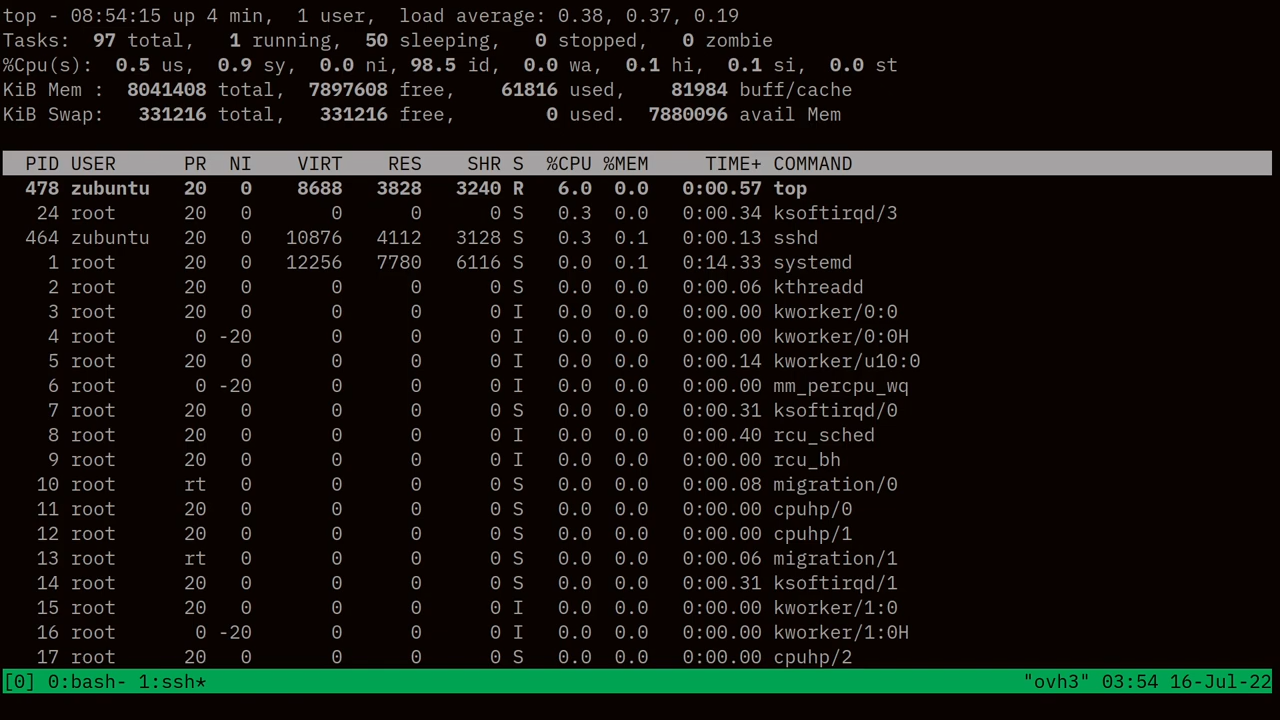 top - 08:54:15 up 4 min,  1 user,  load average: 0.38, 0.37, 0.19
Tasks:  97 total,   1 running,  50 sleeping,   0 stopped,   0 zombie
%Cpu(s):  0.5 us,  0.9 sy,  0.0 ni, 98.5 id,  0.0 wa,  0.1 hi,  0.1 si,  0.0 st
KiB Mem :  8041408 total,  7897608 free,    61816 used,    81984 buff/cache
KiB Swap:   331216 total,   331216 free,        0 used.  7880096 avail Mem
  PID USER      PR  NI    VIRT    RES    SHR S  %CPU %MEM     TIME+ COMMAND
  478 zubuntu   20   0    8688   3828   3240 R   6.0  0.0   0:00.57 top
   24 root      20   0       0      0      0 S   0.3  0.0   0:00.34 ksoftirqd/3
  464 zubuntu   20   0   10876   4112   3128 S   0.3  0.1   0:00.13 sshd
    1 root      20   0   12256   7780   6116 S   0.0  0.1   0:14.33 systemd
    2 root      20   0       0      0      0 S   0.0  0.0   0:00.06 kthreadd
    3 root      20   0       0      0      0 I   0.0  0.0   0:00.00 kworker/0:0
    4 root       0 -20       0      0      0 I   0.0  0.0   0:00.00 kworker/0:0H
    5 root      20   0       0      0      0 I   0.0  0.0   0:00.14 kworker/u10:0
    6 root       0 -20       0      0      0 I   0.0  0.0   0:00.00 mm_percpu_wq
    7 root      20   0       0      0      0 S   0.0  0.0   0:00.31 ksoftirqd/0
    8 root      20   0       0      0      0 I   0.0  0.0   0:00.40 rcu_sched
    9 root      20   0       0      0      0 I   0.0  0.0   0:00.00 rcu_bh
   10 root      rt   0       0      0      0 S   0.0  0.0   0:00.08 migration/0
   11 root      20   0       0      0      0 S   0.0  0.0   0:00.00 cpuhp/0
   12 root      20   0       0      0      0 S   0.0  0.0   0:00.00 cpuhp/1
   13 root      rt   0       0      0      0 S   0.0  0.0   0:00.06 migration/1
   14 root      20   0       0      0      0 S   0.0  0.0   0:00.31 ksoftirqd/1
   15 root      20   0       0      0      0 I   0.0  0.0   0:00.00 kworker/1:0
   16 root       0 -20       0      0      0 I   0.0  0.0   0:00.00 kworker/1:0H
   17 root      20   0       0      0      0 S   0.0  0.0   0:00.00 cpuhp/2
[0] 0:bash- 1:ssh* "ovh3" 03:54 16-Jul-22